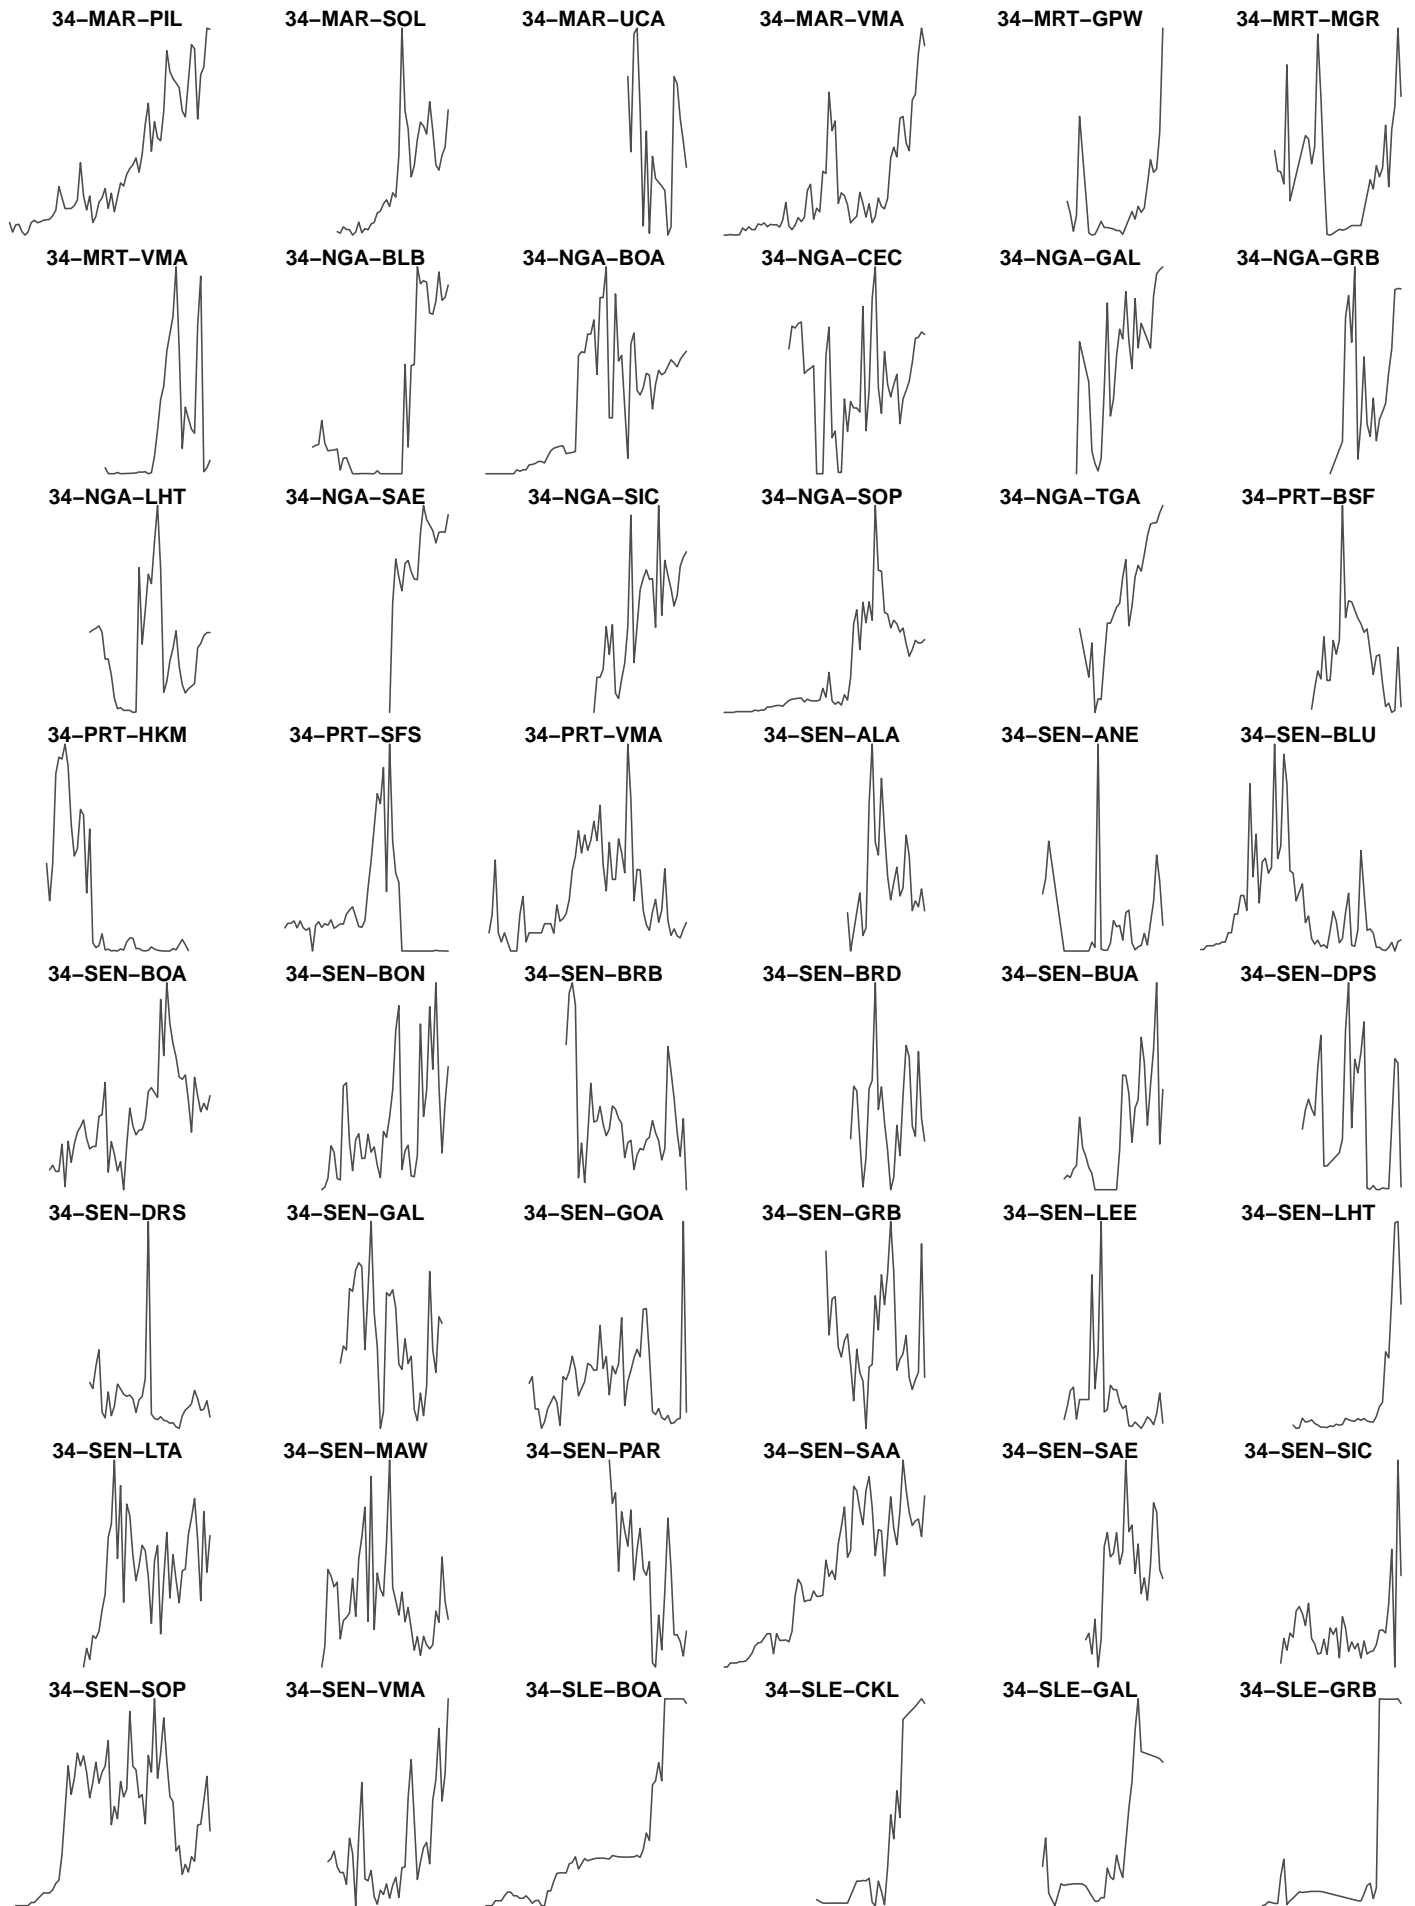 34–MAR–PIL 34–MAR–SOL 34–MAR–UCA 34–MAR–VMA 34–MRT–GPW 34–MRT–MGR
34–MRT–VMA 34–NGA–BLB 34–NGA–BOA 34–NGA–CEC 34–NGA–GAL 34–NGA–GRB
34–NGA–LHT 34–NGA–SAE 34–NGA–SIC 34–NGA–SOP 34–NGA–TGA 34–PRT–BSF
34–PRT–HKM 34–PRT–SFS 34–PRT–VMA 34–SEN–ALA 34–SEN–ANE 34–SEN–BLU
34–SEN–BOA 34–SEN–BON 34–SEN–BRB 34–SEN–BRD 34–SEN–BUA 34–SEN–DPS
34–SEN–DRS 34–SEN–GAL 34–SEN–GOA 34–SEN–GRB 34–SEN–LEE 34–SEN–LHT
34–SEN–LTA 34–SEN–MAW 34–SEN–PAR 34–SEN–SAA 34–SEN–SAE 34–SEN–SIC
34–SEN–SOP 34–SEN–VMA 34–SLE–BOA 34–SLE–CKL 34–SLE–GAL 34–SLE–GRB